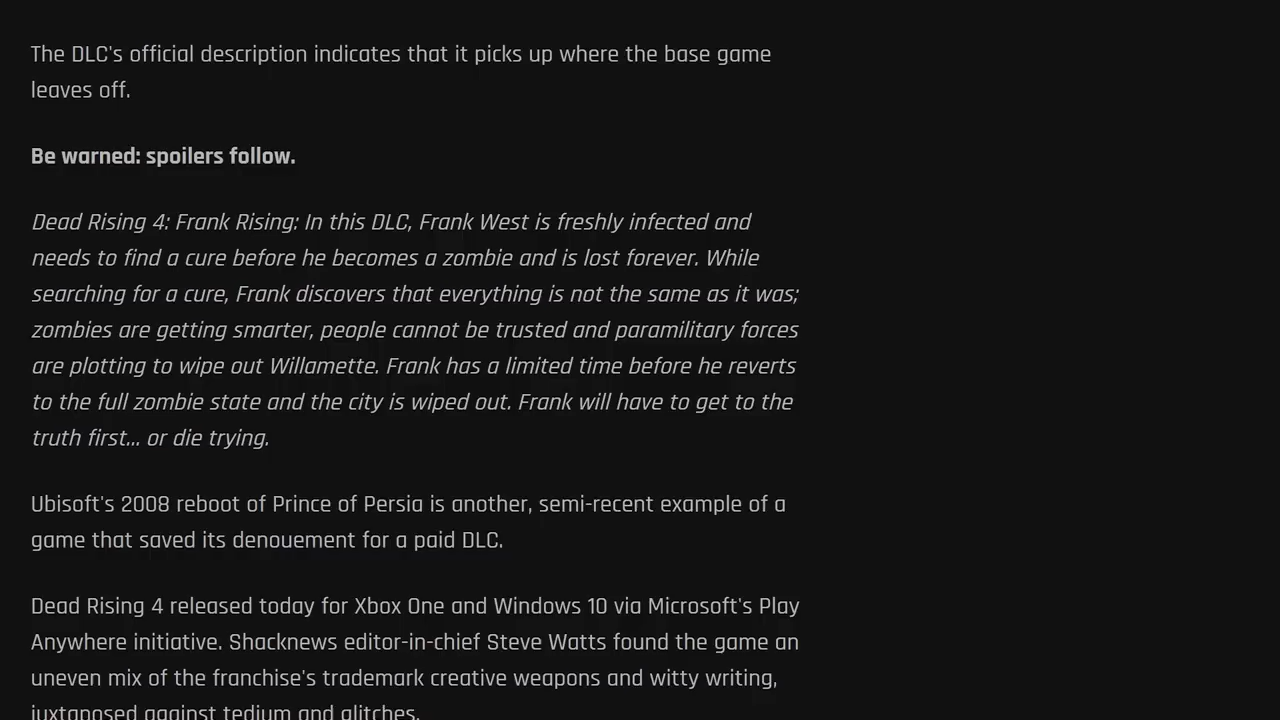 The DLC's official description indicates that it picks up where the base game
leaves off.
Be warned: spoilers follow.
Dead Rising 4: Frank Rising: In this DLC, Frank West is freshly infected and
needs to find a cure before he becomes a zombie and is lost forever. While
searching for a cure, Frank discovers that everything is not the same as it was;
zombies are getting smarter, people cannot be trusted and paramilitary forces
are plotting to wipe out Willamette. Frank has a limited time before he reverts
to the full zombie state and the city is wiped out. Frank will have to get to the
truth first... or die trying.
Ubisoft's 2008 reboot of Prince of Persia is another, semi-recent example of a
game that saved its denouement for a paid DLC.
Dead Rising 4 released today for Xbox One and Windows 10 via Microsoft's Play
Anywhere initiative. Shacknews editor-in-chief Steve Watts found the game an
uneven mix of the franchise's trademark creative weapons and witty writing,
juxtaposed against tedium and glitches.